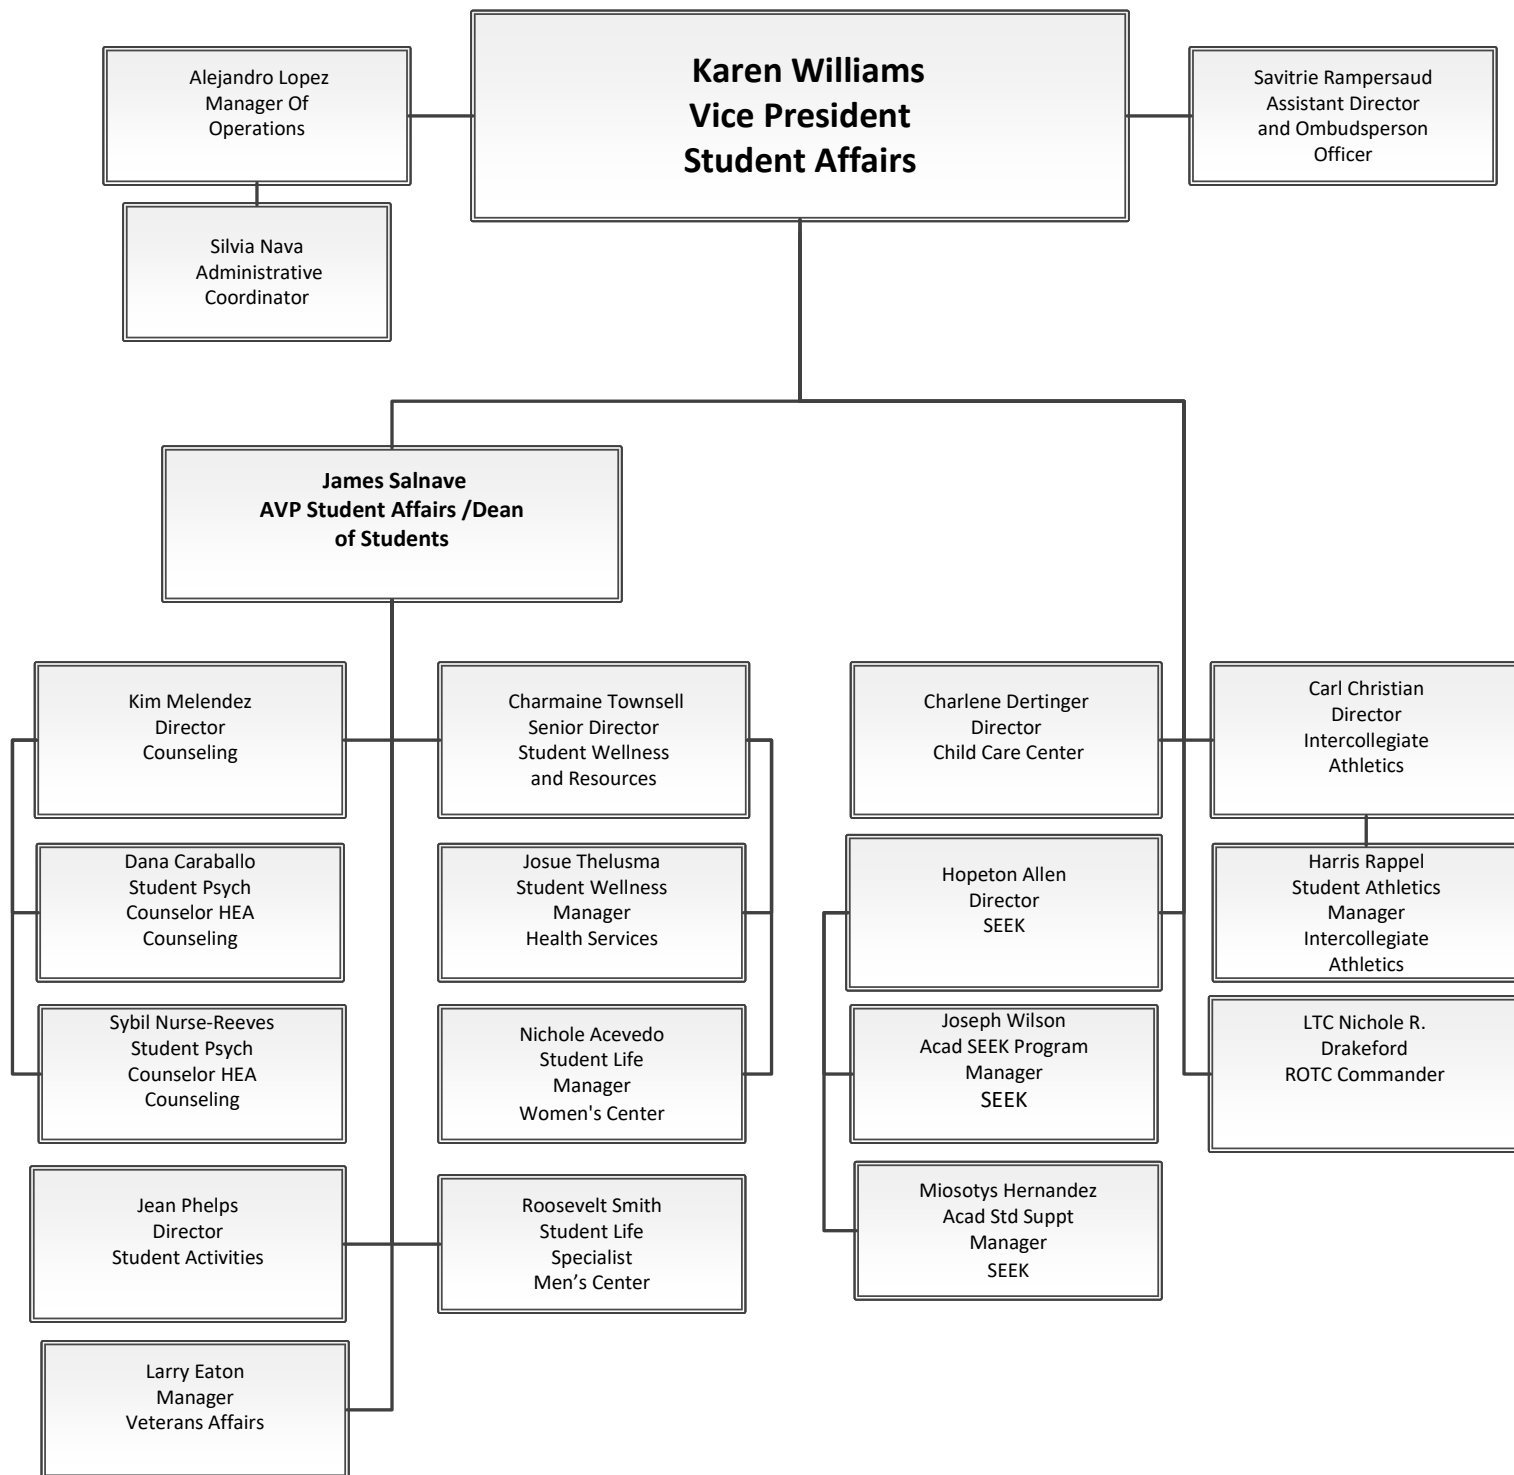 Alejandro Lopez
Manager Of
Operations
Karen Williams
Vice President
Student Affairs
Savitrie Rampersaud
Assistant Director
and Ombudsperson
Officer
Silvia Nava
Administrative
Coordinator
James Salnave
AVP Student Affairs /Dean
of Students
Kim Melendez
Director
Counseling
Charmaine Townsell
Senior Director
Student Wellness
and Resources
Charlene Dertinger
Director
Child Care Center
Carl Christian
Director
Intercollegiate
Athletics
Dana Caraballo
Student Psych
Counselor HEA
Counseling
Josue Thelusma
Student Wellness
Manager
Health Services
Hopeton Allen
Director
SEEK
Harris Rappel
Student Athletics
Manager
Intercollegiate
Athletics
Sybil Nurse-Reeves
Student Psych
Counselor HEA
Counseling
Nichole Acevedo
Student Life
Manager
Women's Center
Joseph Wilson
Acad SEEK Program
Manager
SEEK
LTC Nichole R.
Drakeford
ROTC Commander
Jean Phelps
Director
Student Activities
Roosevelt Smith
Student Life
Specialist
Men’s Center
Miosotys Hernandez
Acad Std Suppt
Manager
SEEK
Larry Eaton
Manager
Veterans Affairs